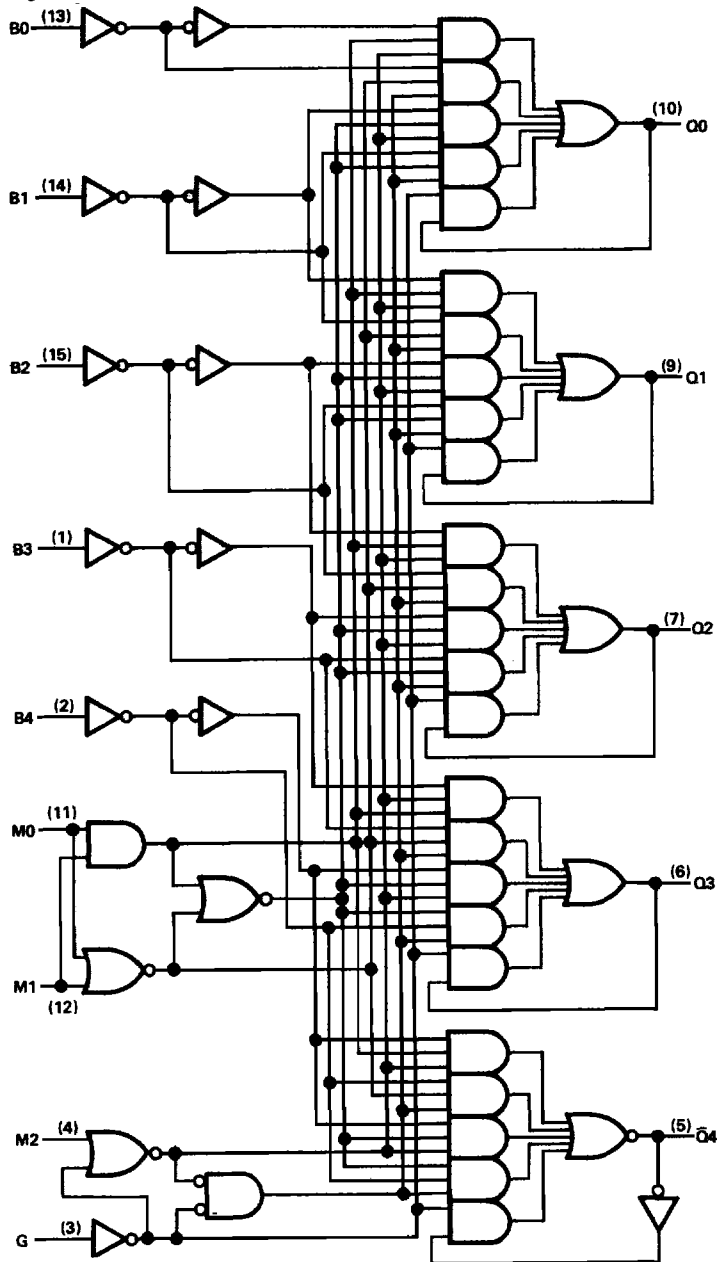 B0 (13)
(10) Q0
B1 (14)
B2 (15)
(9) Q1
B3 (1)
(7) Q2
B4 (2)
M0 (11)
(6) Q3
M1 (12)
M2 (4)
(5) Q̄4
G (3)